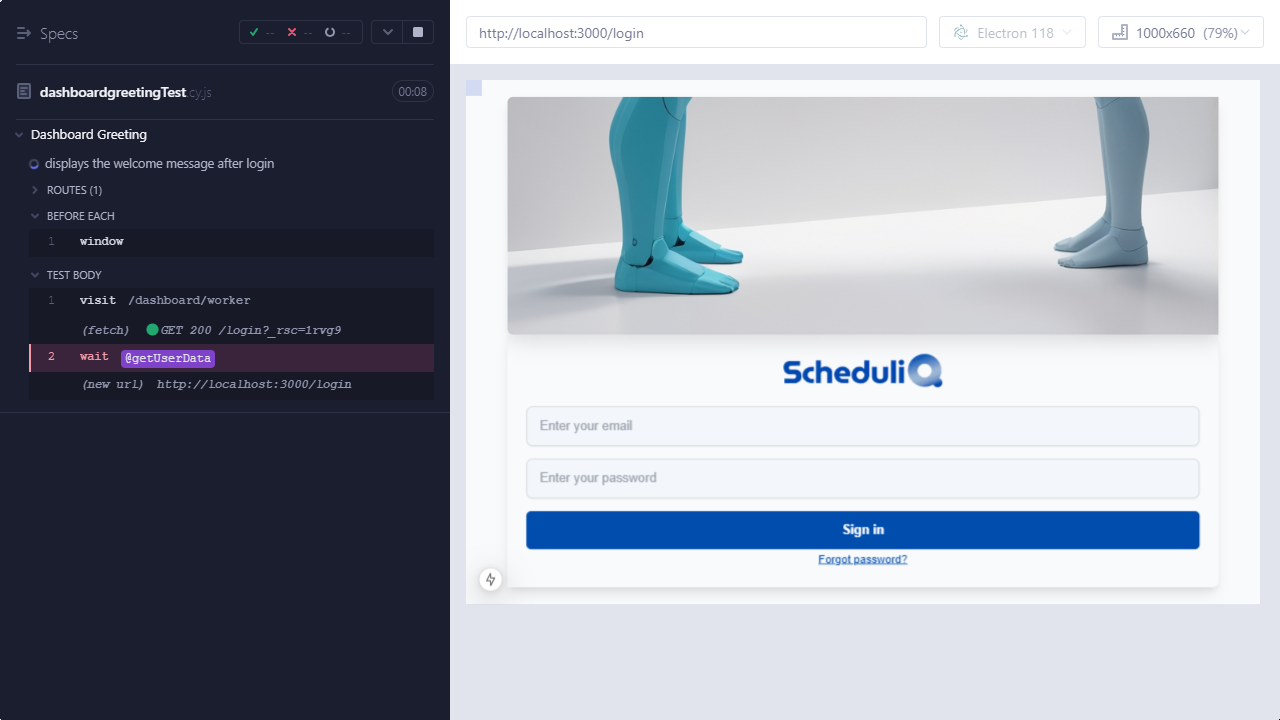 Specs
-- -- --
dashboardgreetingTest.cy.js
00:08
Dashboard Greeting
displays the welcome message after login
ROUTES (1)
BEFORE EACH
1 window
TEST BODY
1 visit /dashboard/worker
(fetch) GET 200 /login?_rsc=1rvg9
2 wait @getUserData
(new url) http://localhost:3000/login
http://localhost:3000/login
Electron 118
1000x660 (79%)
ScheduliQ
Enter your email
Enter your password
Sign in
Forgot password?